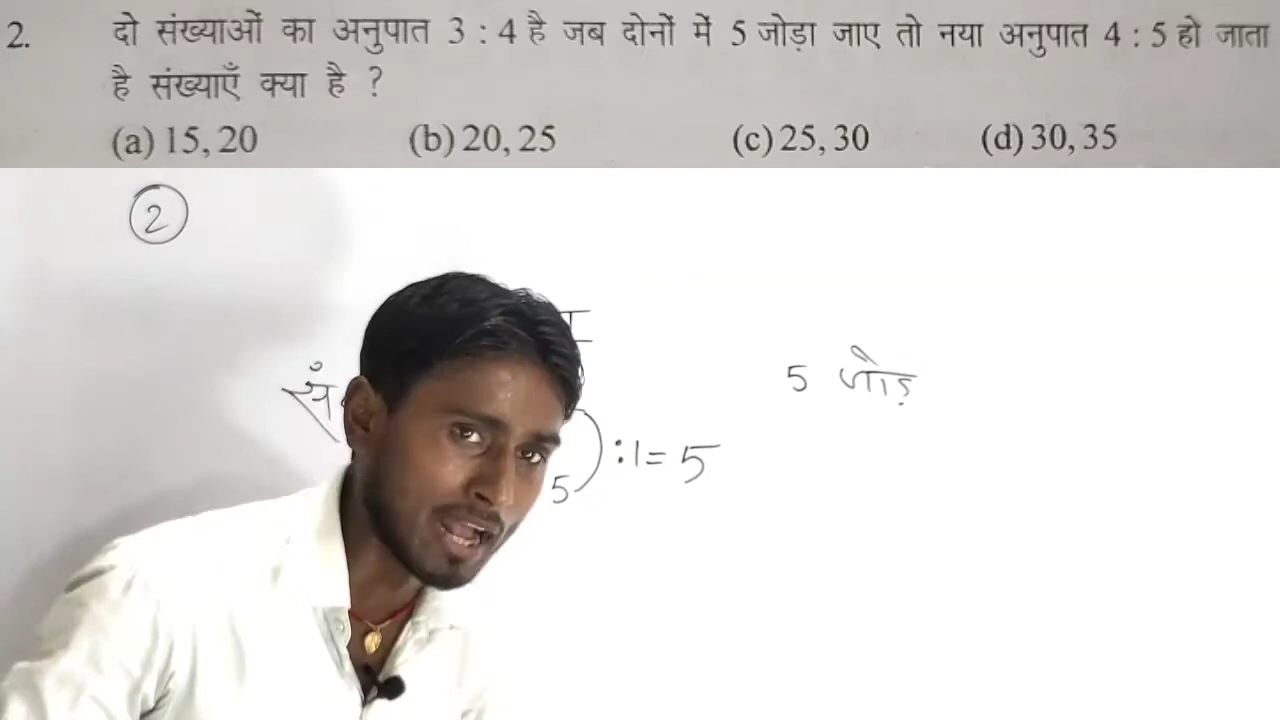 2. दो संख्याओं का अनुपात 3 : 4 है जब दोनों में 5 जोड़ा जाए तो नया अनुपात 4 : 5 हो जाता
है संख्याएँ क्या है ?
(a) 15, 20 (b) 20, 25 (c) 25, 30 (d) 30, 35
2
I
सं
5 जोड़
5 ) : 1 = 5